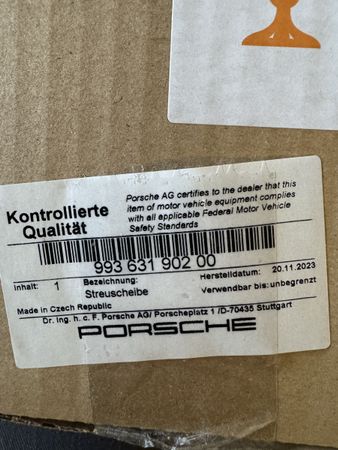 Kontrollierte
Qualität
Porsche AG certifies to the dealer that this
item of motor vehicle equipment complies
with all applicable Federal Motor Vehicle
Safety Standards
993 631 902 00
Inhalt: 1 Bezeichnung: Herstelldatum: 20.11.2023
Streuscheibe Verwendbar bis: unbegrenzt
Made in Czech Republic
Dr. Ing. h. c. F. Porsche AG/ Porscheplatz 1 /D-70435 Stuttgart
PORSCHE